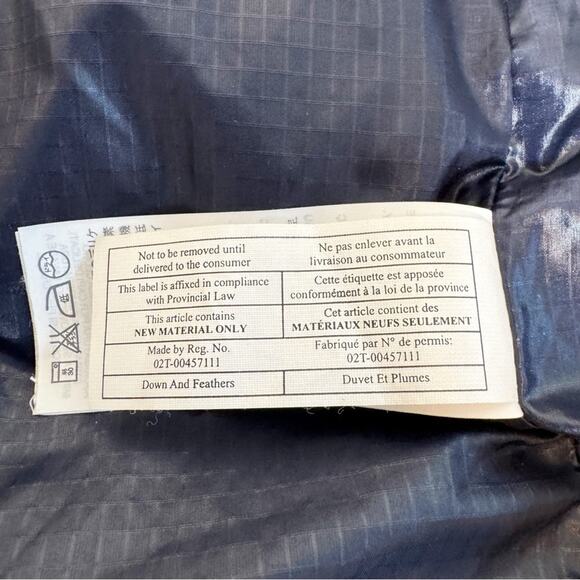 Not to be removed until
delivered to the consumer
Ne pas enlever avant la
livraison au consommateur
This label is affixed in compliance
with Provincial Law
Cette étiquette est apposée
conformément à la loi de la province
This article contains
NEW MATERIAL ONLY
Cet article contient des
MATÉRIAUX NEUFS SEULEMENT
Made by Reg. No.
02T-00457111
Fabriqué par N° de permis:
02T-00457111
Down And Feathers
Duvet Et Plumes